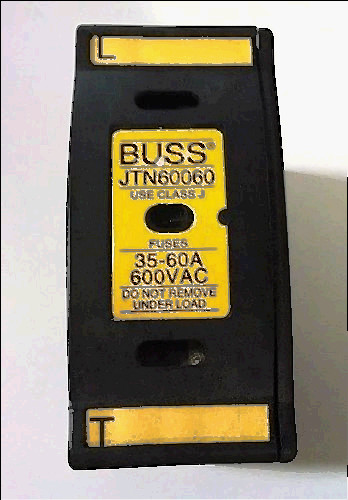 L
BUSS®
JTN60060
USE CLASS J
FUSES
35-60A
600VAC
DO NOT REMOVE
UNDER LOAD
T